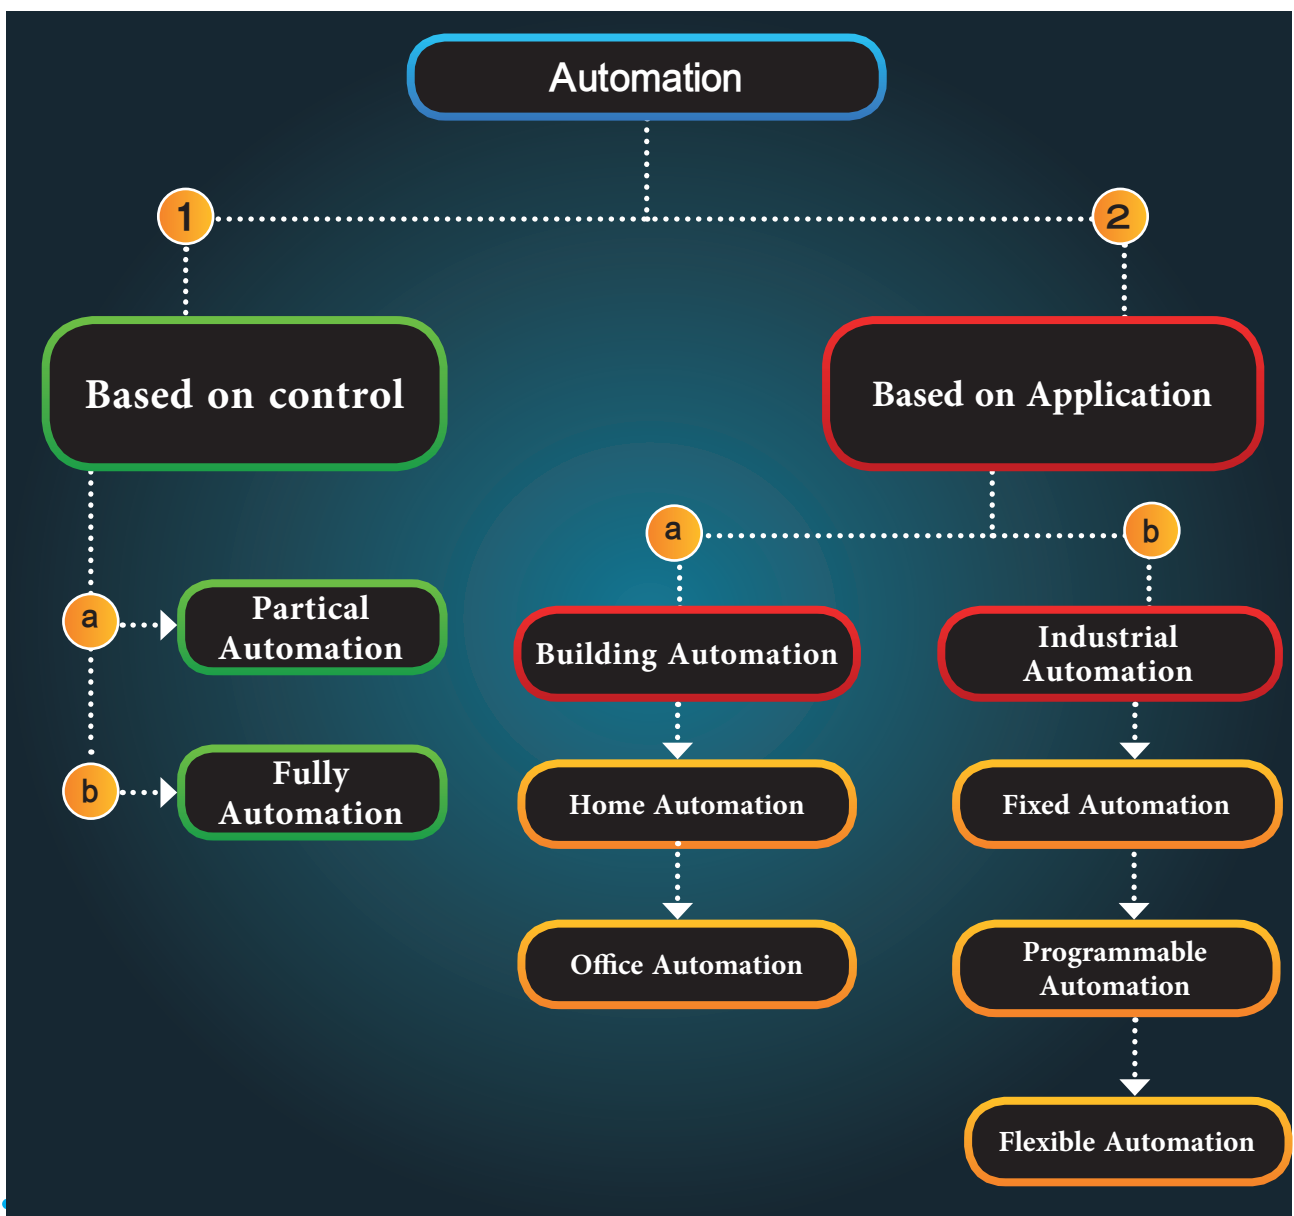 Automation
1
2
Based on control
Based on Application
a
b
a
Partical
Automation
Building Automation
Industrial
Automation
b
Fully
Automation
Home Automation
Fixed Automation
Office Automation
Programmable
Automation
Flexible Automation